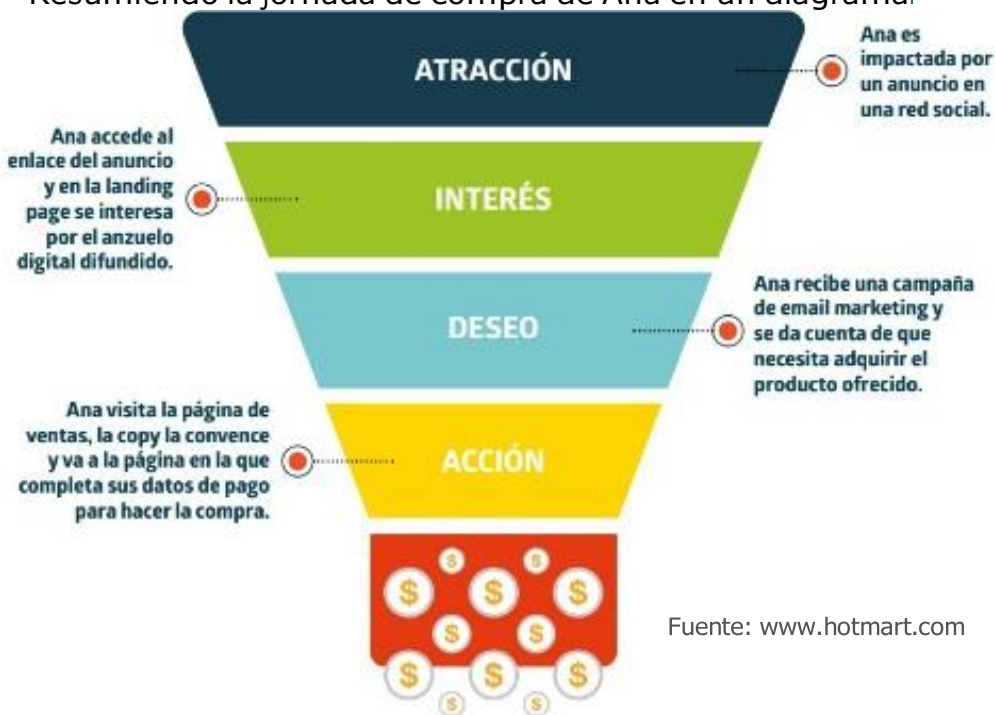 Resumiendo la jornada de compra de Ana en un diagrama
ATRACCIÓN
Ana es
impactada por
un anuncio en
una red social.
Ana accede al
enlace del anuncio
y en la landing
page se interesa
por el anzuelo
digital difundido.
INTERÉS
DESEO
Ana recibe una campaña
de email marketing y
se da cuenta de que
necesita adquirir el
producto ofrecido.
Ana visita la página de
ventas, la copy la convence
y va a la página en la que
completa sus datos de pago
para hacer la compra.
ACCIÓN
$ $
$ $ $
$ $
$ $ $
$ $
Fuente: www.hotmart.com